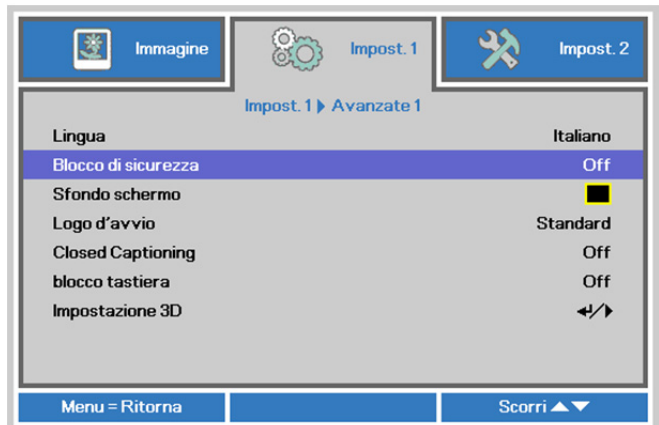 Immagine
Impost. 1
Impost. 2
Impost. 1 Avanzate 1
Lingua Italiano
Blocco di sicurezza Off
Sfondo schermo
Logo d'avvio Standard
Closed Captioning Off
blocco tastiera Off
Impostazione 3D
Menu = Ritorna
Scorri